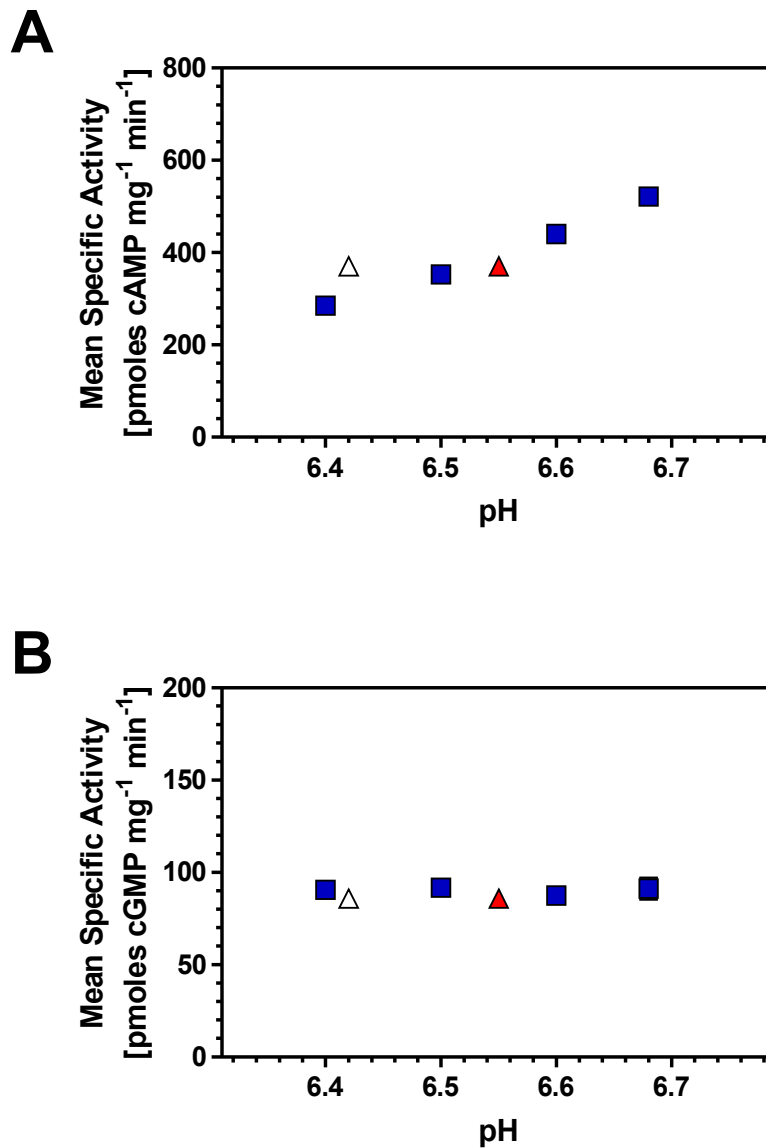 A
Mean Specific Activity
[pmoles cAMP mg⁻¹ min⁻¹]
800
600
400
200
0
6.4 6.5 6.6 6.7
pH
B
Mean Specific Activity
[pmoles cGMP mg⁻¹ min⁻¹]
200
150
100
50
0
6.4 6.5 6.6 6.7
pH